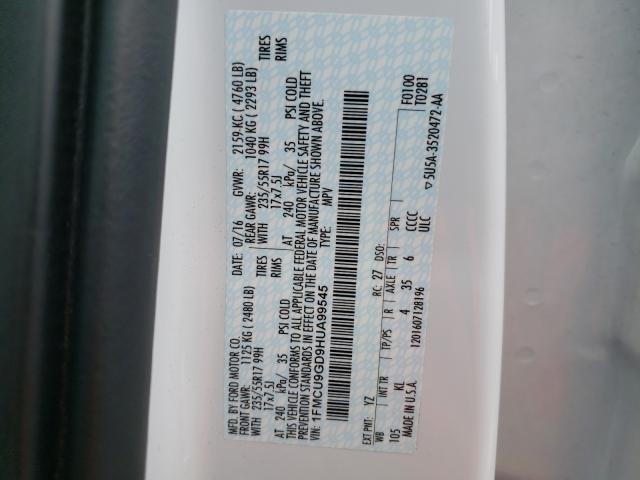 MFD. BY FORD MOTOR CO. DATE: 07/16 GVWR: 2159 KG ( 4760 LB)
FRONT GAWR: 1125 KG ( 2480 LB) REAR GAWR: 1040 KG ( 2293 LB)
WITH 235/55R17 99H TIRES WITH 235/55R17 99H TIRES
17x7.5J RIMS 17x7.5J RIMS
AT 240 kPa/ 35 PSI COLD AT 240 kPa/ 35 PSI COLD
THIS VEHICLE CONFORMS TO ALL APPLICABLE FEDERAL MOTOR VEHICLE SAFETY AND THEFT
PREVENTION STANDARDS IN EFFECT ON THE DATE OF MANUFACTURE SHOWN ABOVE.
VIN: 1FMCU9GD9HUA99545 TYPE: MPV
F0100
T0281
EXT PNT: YZ RC: 27 DSO:
WB INT TR TP/PS R AXLE TR SPR
105 KL 4 35 6 CCCC
MADE IN U.S.A. ULC
1201607128196
▽5U5A-3520472-AA